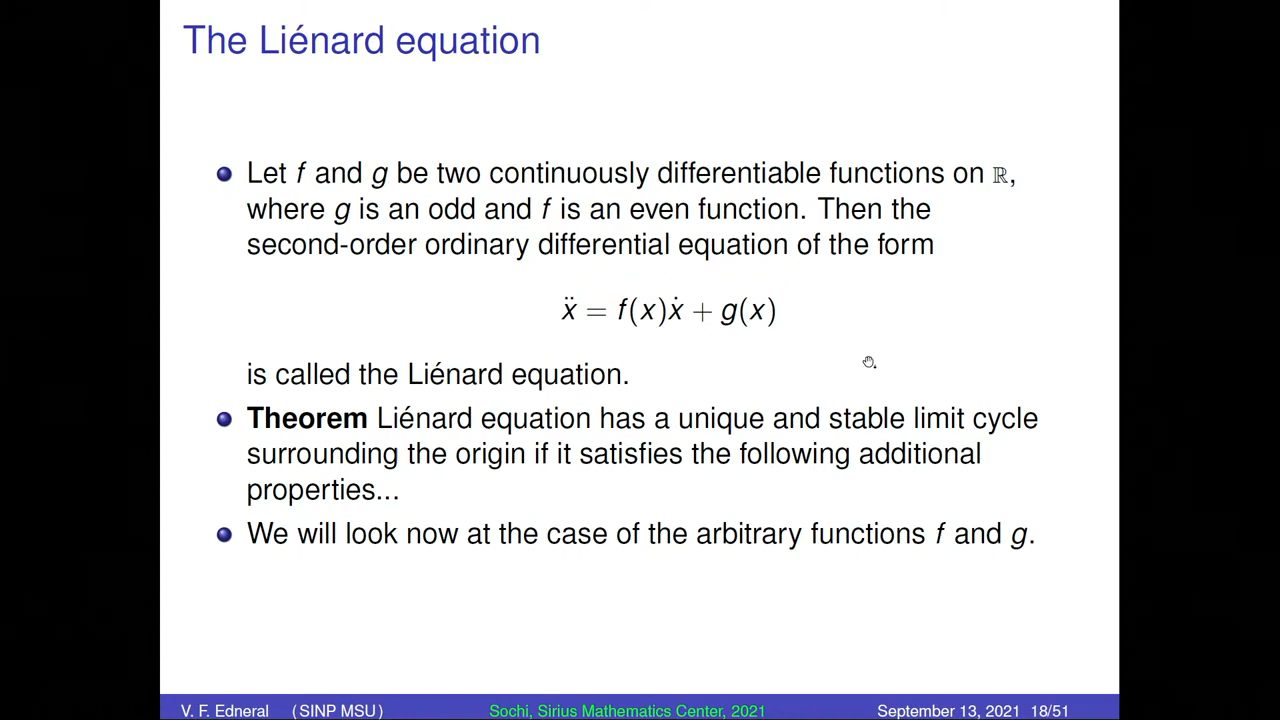 The Liénard equation
Let f and g be two continuously differentiable functions on ℝ,
where g is an odd and f is an even function. Then the
second-order ordinary differential equation of the form
ẍ = f(x)ẋ + g(x)
is called the Liénard equation.
Theorem Liénard equation has a unique and stable limit cycle
surrounding the origin if it satisfies the following additional
properties...
We will look now at the case of the arbitrary functions f and g.
V. F. Edneral (SINP MSU) Sochi, Sirius Mathematics Center, 2021 September 13, 2021 18/51